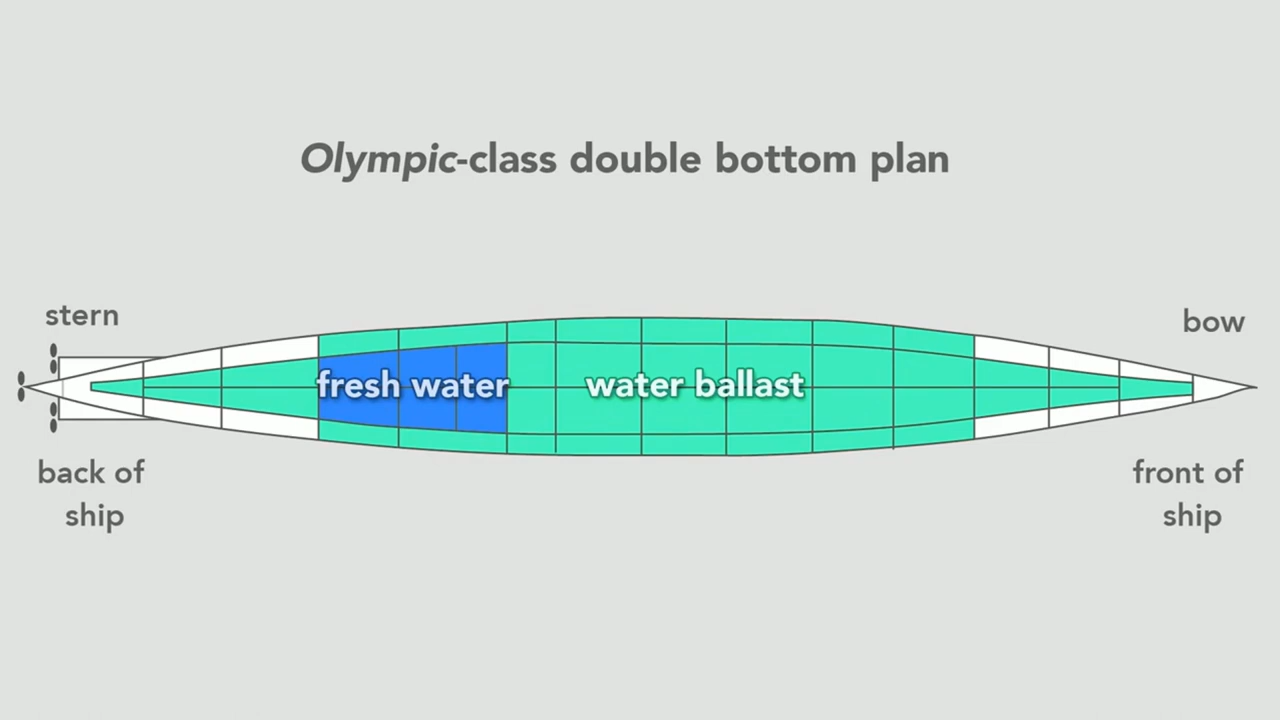 Olympic-class double bottom plan
stern
bow
fresh water
water ballast
back of
ship
front of
ship